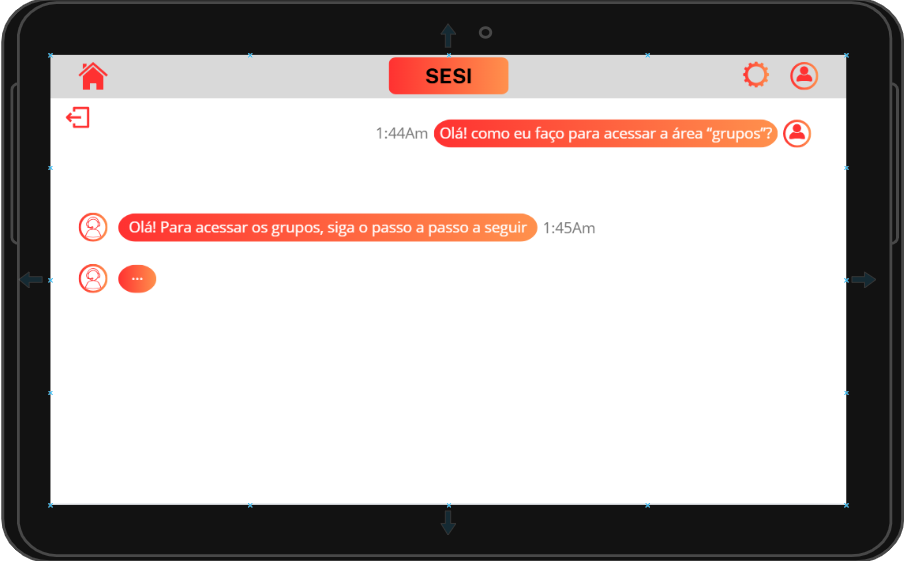 SESI
1:44Am Olá! como eu faço para acessar a área “grupos”?
Olá! Para acessar os grupos, siga o passo a passo a seguir 1:45Am
...